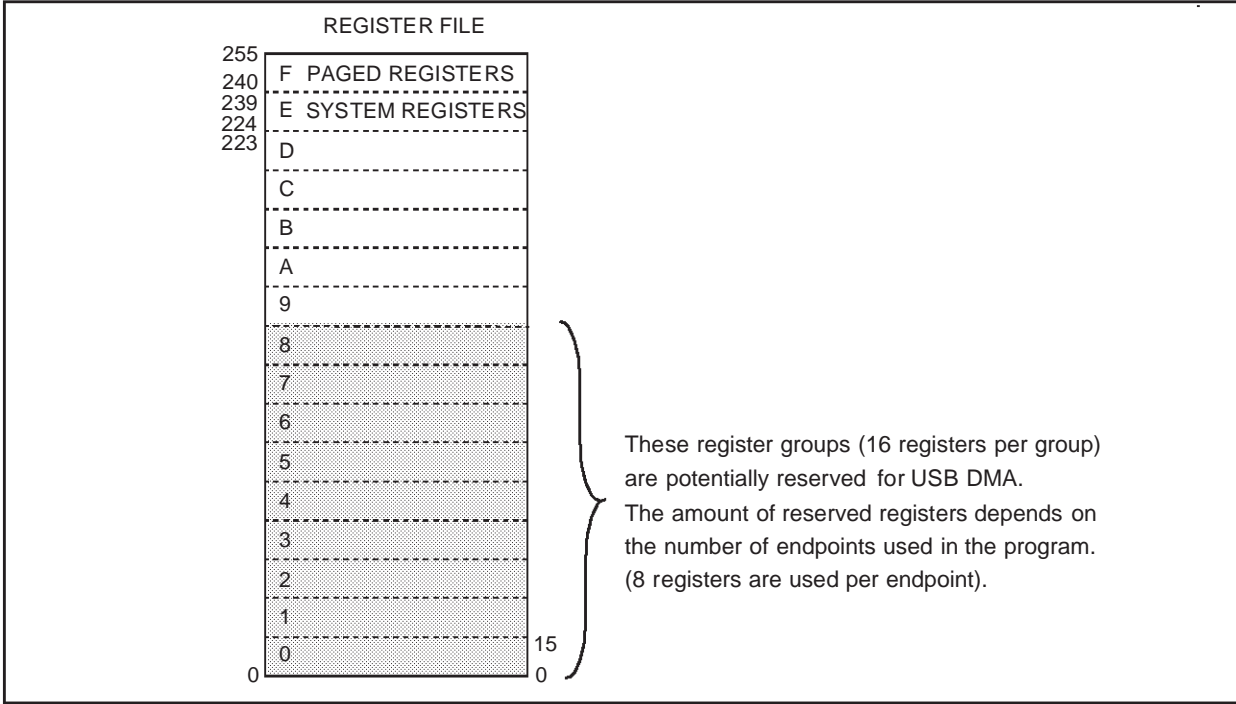 REGISTER FILE
255
F PAGED REGISTERS
240
239
E SYSTEM REGISTERS
224
223
D
C
B
A
9
8
7
6
5
4
3
2
1
0
15
0
0
These register groups (16 registers per group)
are potentially reserved for USB DMA.
The amount of reserved registers depends on
the number of endpoints used in the program.
(8 registers are used per endpoint).